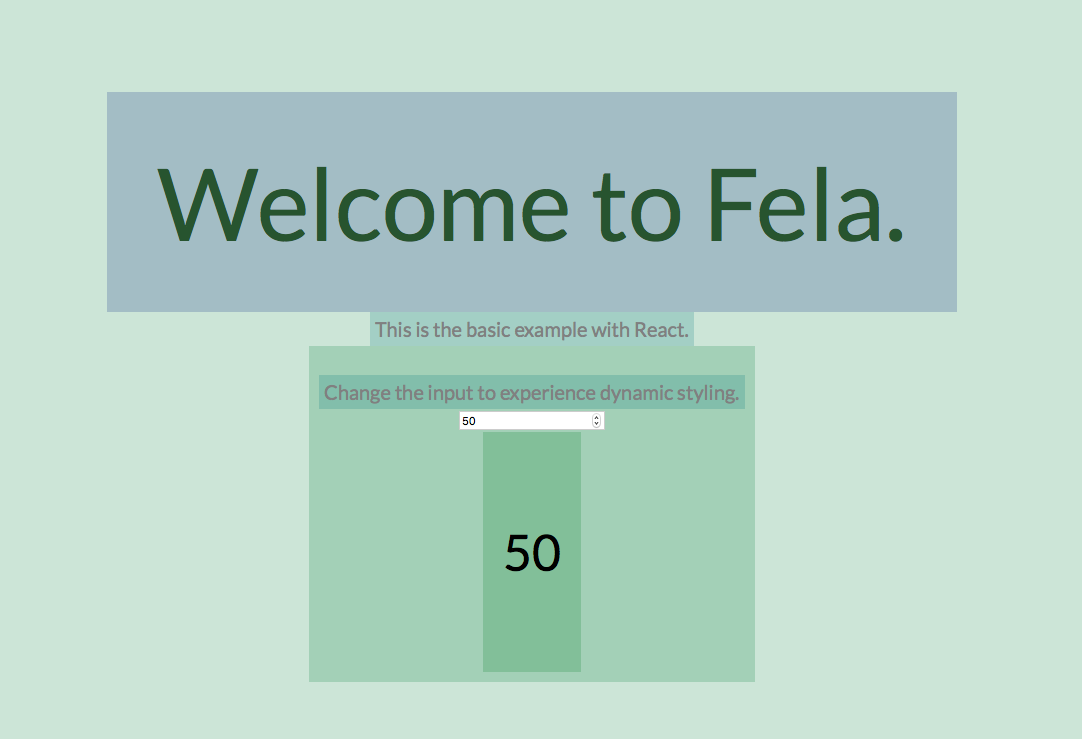 Welcome to Fela.
This is the basic example with React.
Change the input to experience dynamic styling.
50
50